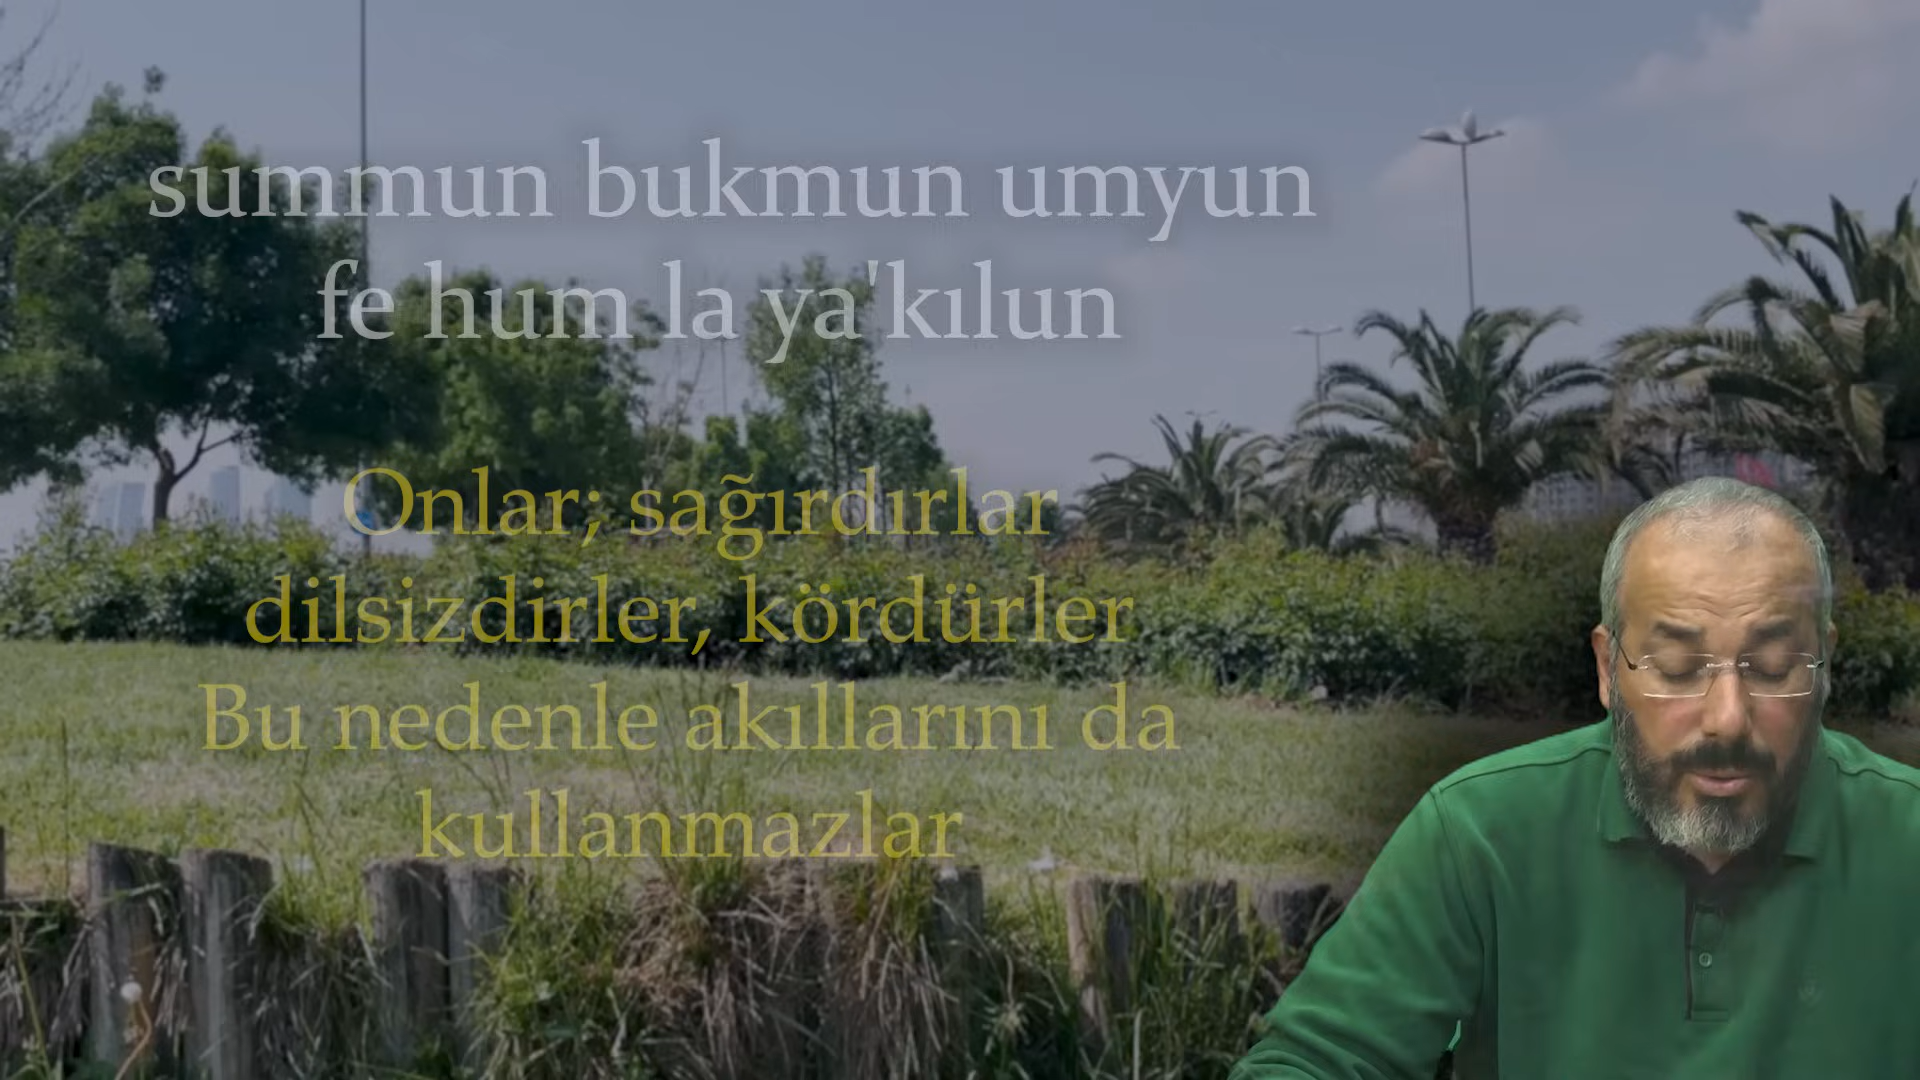 summun bukmun umyun
fe hum la ya'kılun
Onlar; sağırdırlar
dilsizdirler, kördürler
Bu nedenle akıllarını da
kullanmazlar